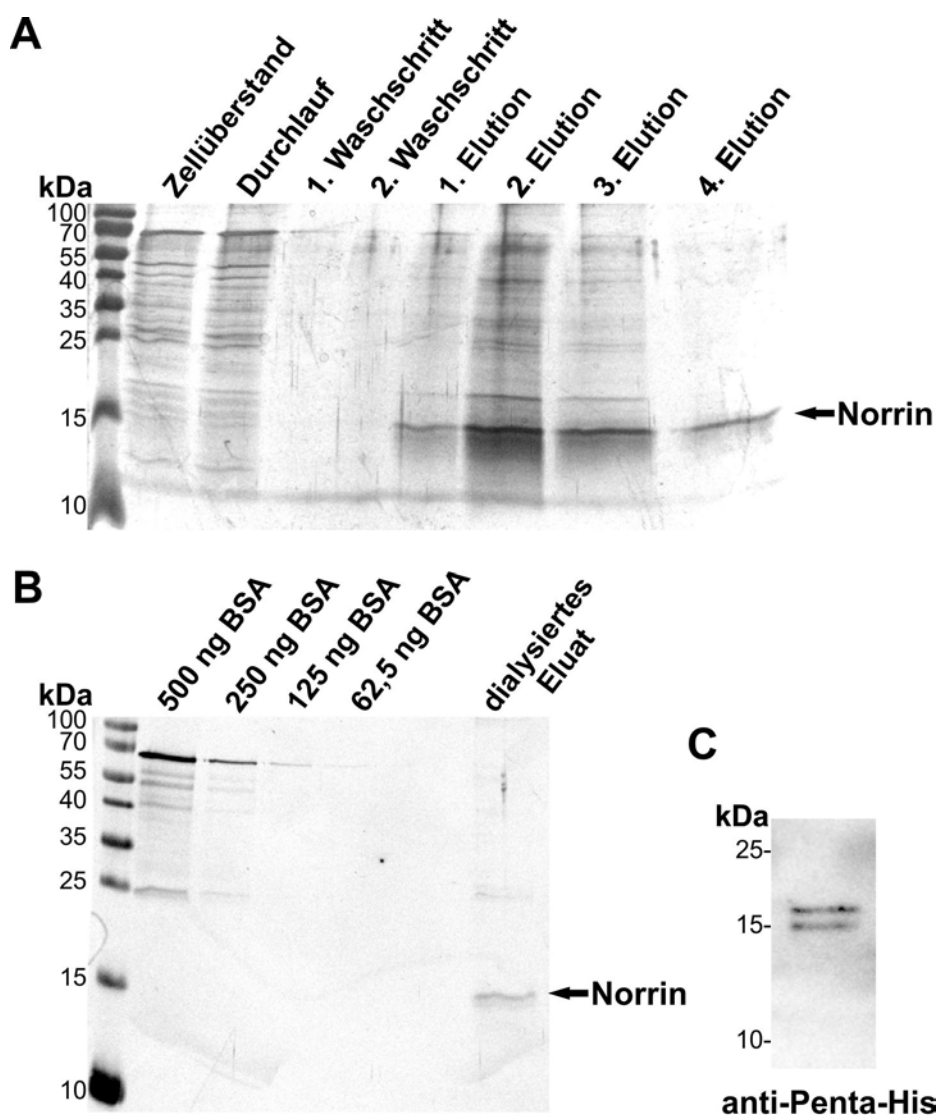 A
Zellüberstand
Durchlauf
1. Waschschritt
2. Waschschritt
1. Elution
2. Elution
3. Elution
4. Elution
kDa
100
70
55
40
35
25
15
10
Norrin
B
500 ng BSA
250 ng BSA
125 ng BSA
62,5 ng BSA
dialysiertes
Eluat
kDa
100
70
55
40
35
25
15
10
Norrin
C
kDa
25-
15-
10-
anti-Penta-His